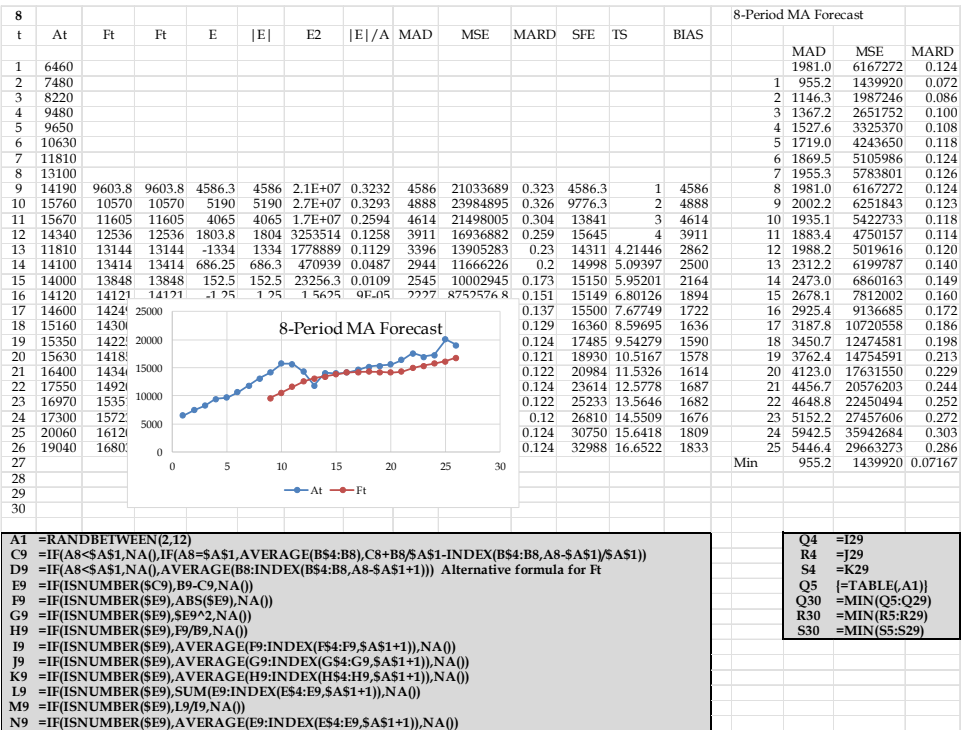 8 8-Period MA Forecast
t At Ft Ft E |E| E2 |E|/A MAD MSE MARD SFE TS BIAS
MAD MSE MARD
1 6460 1981.0 6167272 0.124
2 7480 1 955.2 1439920 0.072
3 8220 2 1146.3 1987246 0.086
4 9480 3 1367.2 2651752 0.100
5 9650 4 1527.6 3325370 0.108
6 10630 5 1719.0 4243650 0.118
7 11810 6 1869.5 5105986 0.124
8 13100 7 1955.3 5783801 0.126
9 14190 9603.8 9603.8 4586.3 4586 2.1E+07 0.3232 4586 21033689 0.323 4586.3 1 4586 8 1981.0 6167272 0.124
10 15760 10570 10570 5190 5190 2.7E+07 0.3293 4888 23984895 0.326 9776.3 2 4888 9 2002.2 6251843 0.123
11 15670 11605 11605 4065 4065 1.7E+07 0.2594 4614 21498005 0.304 13841 3 4614 10 1935.1 5422733 0.118
12 14340 12536 12536 1803.8 1804 3253514 0.1258 3911 16936882 0.259 15645 4 3911 11 1883.4 4750157 0.114
13 11810 13144 13144 -1334 1334 1778889 0.1129 3396 13905283 0.23 14311 4.21446 2862 12 1988.2 5019616 0.120
14 14100 13414 13414 686.25 686.3 470939 0.0487 2944 11666226 0.2 14998 5.09397 2500 13 2312.2 6199787 0.140
15 14000 13848 13848 152.5 152.5 23256.3 0.0109 2545 10002945 0.173 15150 5.95201 2164 14 2473.0 6860163 0.149
16 14120 14121 14121 -1.25 1.25 1.5625 9E-05 2227 8752576.8 0.151 15149 6.80126 1894 15 2678.1 7812002 0.160
17 14600 1424 0.137 15500 7.67749 1722 16 2925.4 9136685 0.172
18 15160 1430 0.129 16360 8.59695 1636 17 3187.8 10720558 0.186
19 15350 1422 0.124 17485 9.54279 1590 18 3450.7 12474581 0.198
20 15630 1418 0.121 18930 10.5167 1578 19 3762.4 14754591 0.213
21 16400 1434 0.122 20984 11.5326 1614 20 4123.0 17631550 0.229
22 17550 1492 0.124 23614 12.5778 1687 21 4456.7 20576203 0.244
23 16970 1535 0.122 25233 13.5646 1682 22 4648.8 22450494 0.252
24 17300 1572 0.12 26810 14.5509 1676 23 5152.2 27457606 0.272
25 20060 1612 0.124 30750 15.6418 1809 24 5942.5 35942684 0.303
26 19040 1680 0.124 32988 16.6522 1833 25 5446.4 29663273 0.286
27 Min 955.2 1439920 0.07167
28
29
30
8-Period MA Forecast
25000
20000
15000
10000
5000
0
0 5 10 15 20 25 30
At Ft
A1 =RANDBETWEEN(2,12)
C9 =IF(A8<$A$1,NA(),IF(A8=$A$1,AVERAGE(B$4:B8),C8+B8/$A$1-INDEX(B$4:B8,A8-$A$1)/$A$1))
D9 =IF(A8<$A$1,NA(),AVERAGE(B8:INDEX(B$4:B8,A8-$A$1+1))) Alternative formula for Ft
E9 =IF(ISNUMBER($C9),B9-C9,NA())
F9 =IF(ISNUMBER($E9),ABS($E9),NA())
G9 =IF(ISNUMBER($E9),$E9^2,NA())
H9 =IF(ISNUMBER($E9),F9/B9,NA())
I9 =IF(ISNUMBER($E9),AVERAGE(F9:INDEX(F$4:F9,$A$1+1)),NA())
J9 =IF(ISNUMBER($E9),AVERAGE(G9:INDEX(G$4:G9,$A$1+1)),NA())
K9 =IF(ISNUMBER($E9),AVERAGE(H9:INDEX(H$4:H9,$A$1+1)),NA())
L9 =IF(ISNUMBER($E9),SUM(E9:INDEX(E$4:E9,$A$1+1)),NA())
M9 =IF(ISNUMBER($E9),L9/I9,NA())
N9 =IF(ISNUMBER($E9),AVERAGE(E9:INDEX(E$4:E9,$A$1+1)),NA())
Q4 =I29
R4 =J29
S4 =K29
Q5 {=TABLE(,A1)}
Q30 =MIN(Q5:Q29)
R30 =MIN(R5:R29)
S30 =MIN(S5:S29)